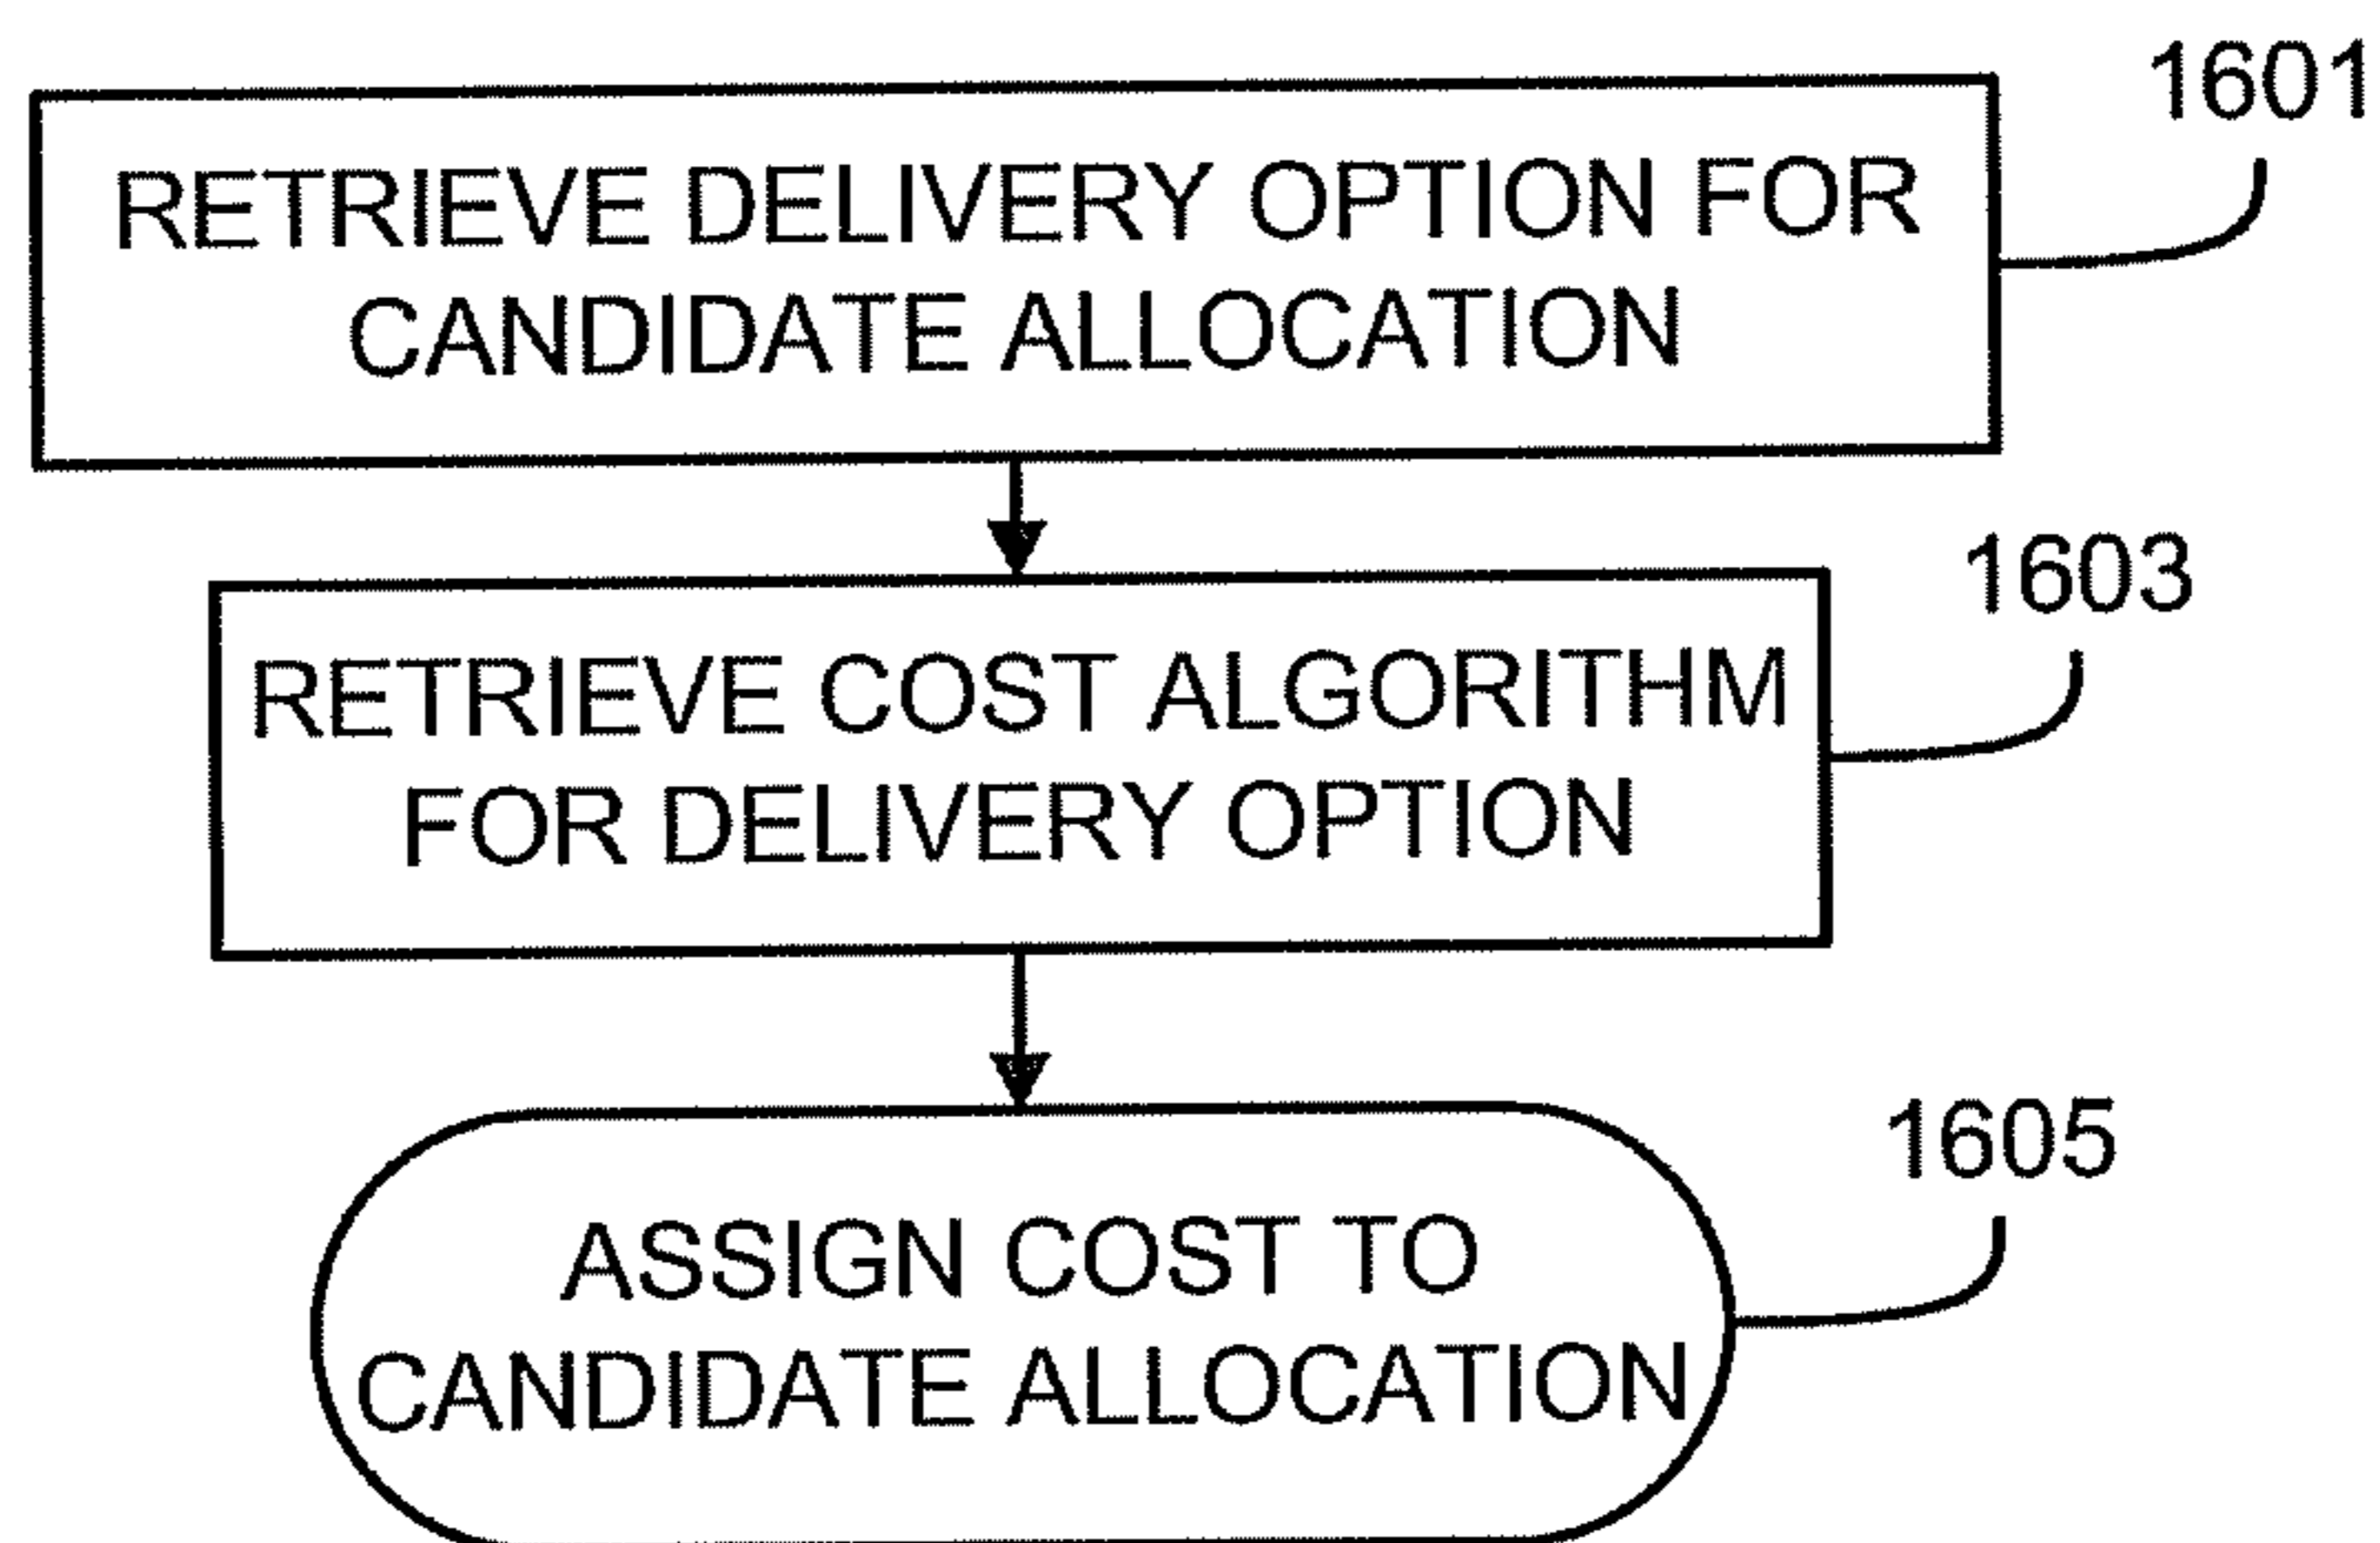 1601
RETRIEVE DELIVERY OPTION FOR
CANDIDATE ALLOCATION
1603
RETRIEVE COST ALGORITHM
FOR DELIVERY OPTION
1605
ASSIGN COST TO
CANDIDATE ALLOCATION